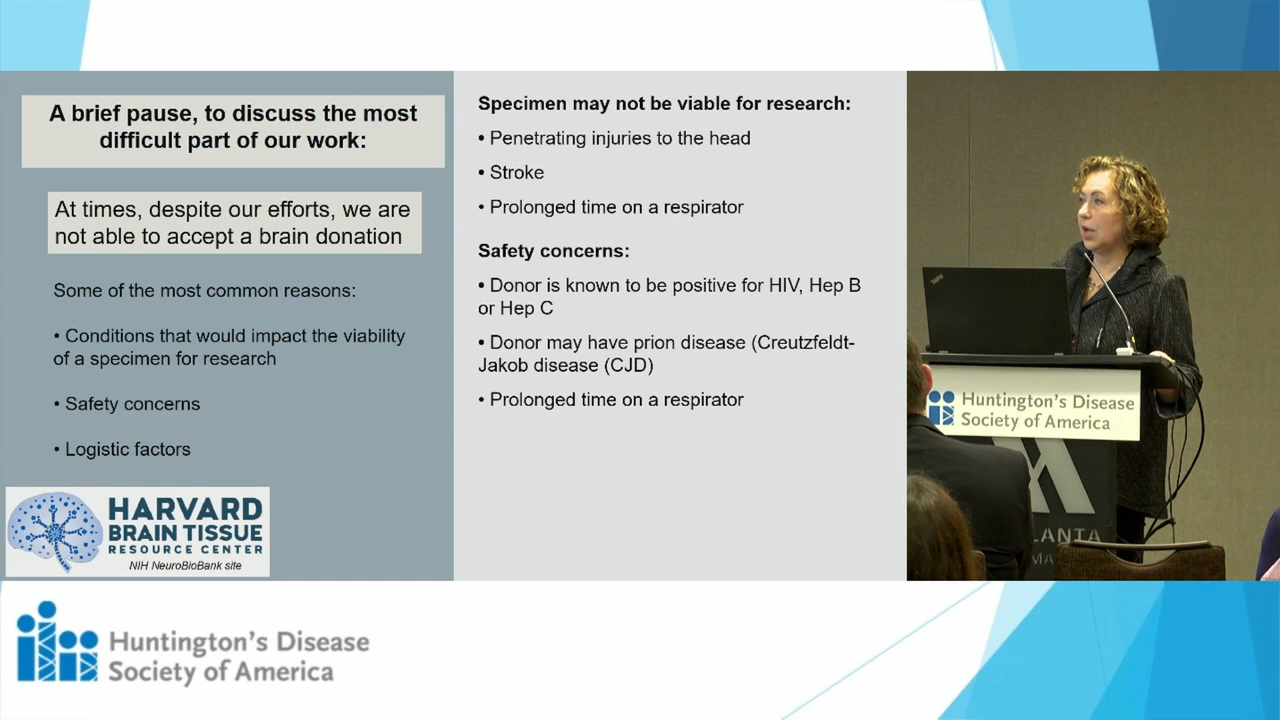 A brief pause, to discuss the most
difficult part of our work:
At times, despite our efforts, we are
not able to accept a brain donation
Some of the most common reasons:
• Conditions that would impact the viability
of a specimen for research
• Safety concerns
• Logistic factors
HARVARD
BRAIN TISSUE
RESOURCE CENTER
NIH NeuroBioBank site
Specimen may not be viable for research:
• Penetrating injuries to the head
• Stroke
• Prolonged time on a respirator
Safety concerns:
• Donor is known to be positive for HIV, Hep B
or Hep C
• Donor may have prion disease (Creutzfeldt-
Jakob disease (CJD)
• Prolonged time on a respirator
Huntington's Disease
Society of America
LANTA
MA
Huntington's Disease
Society of America